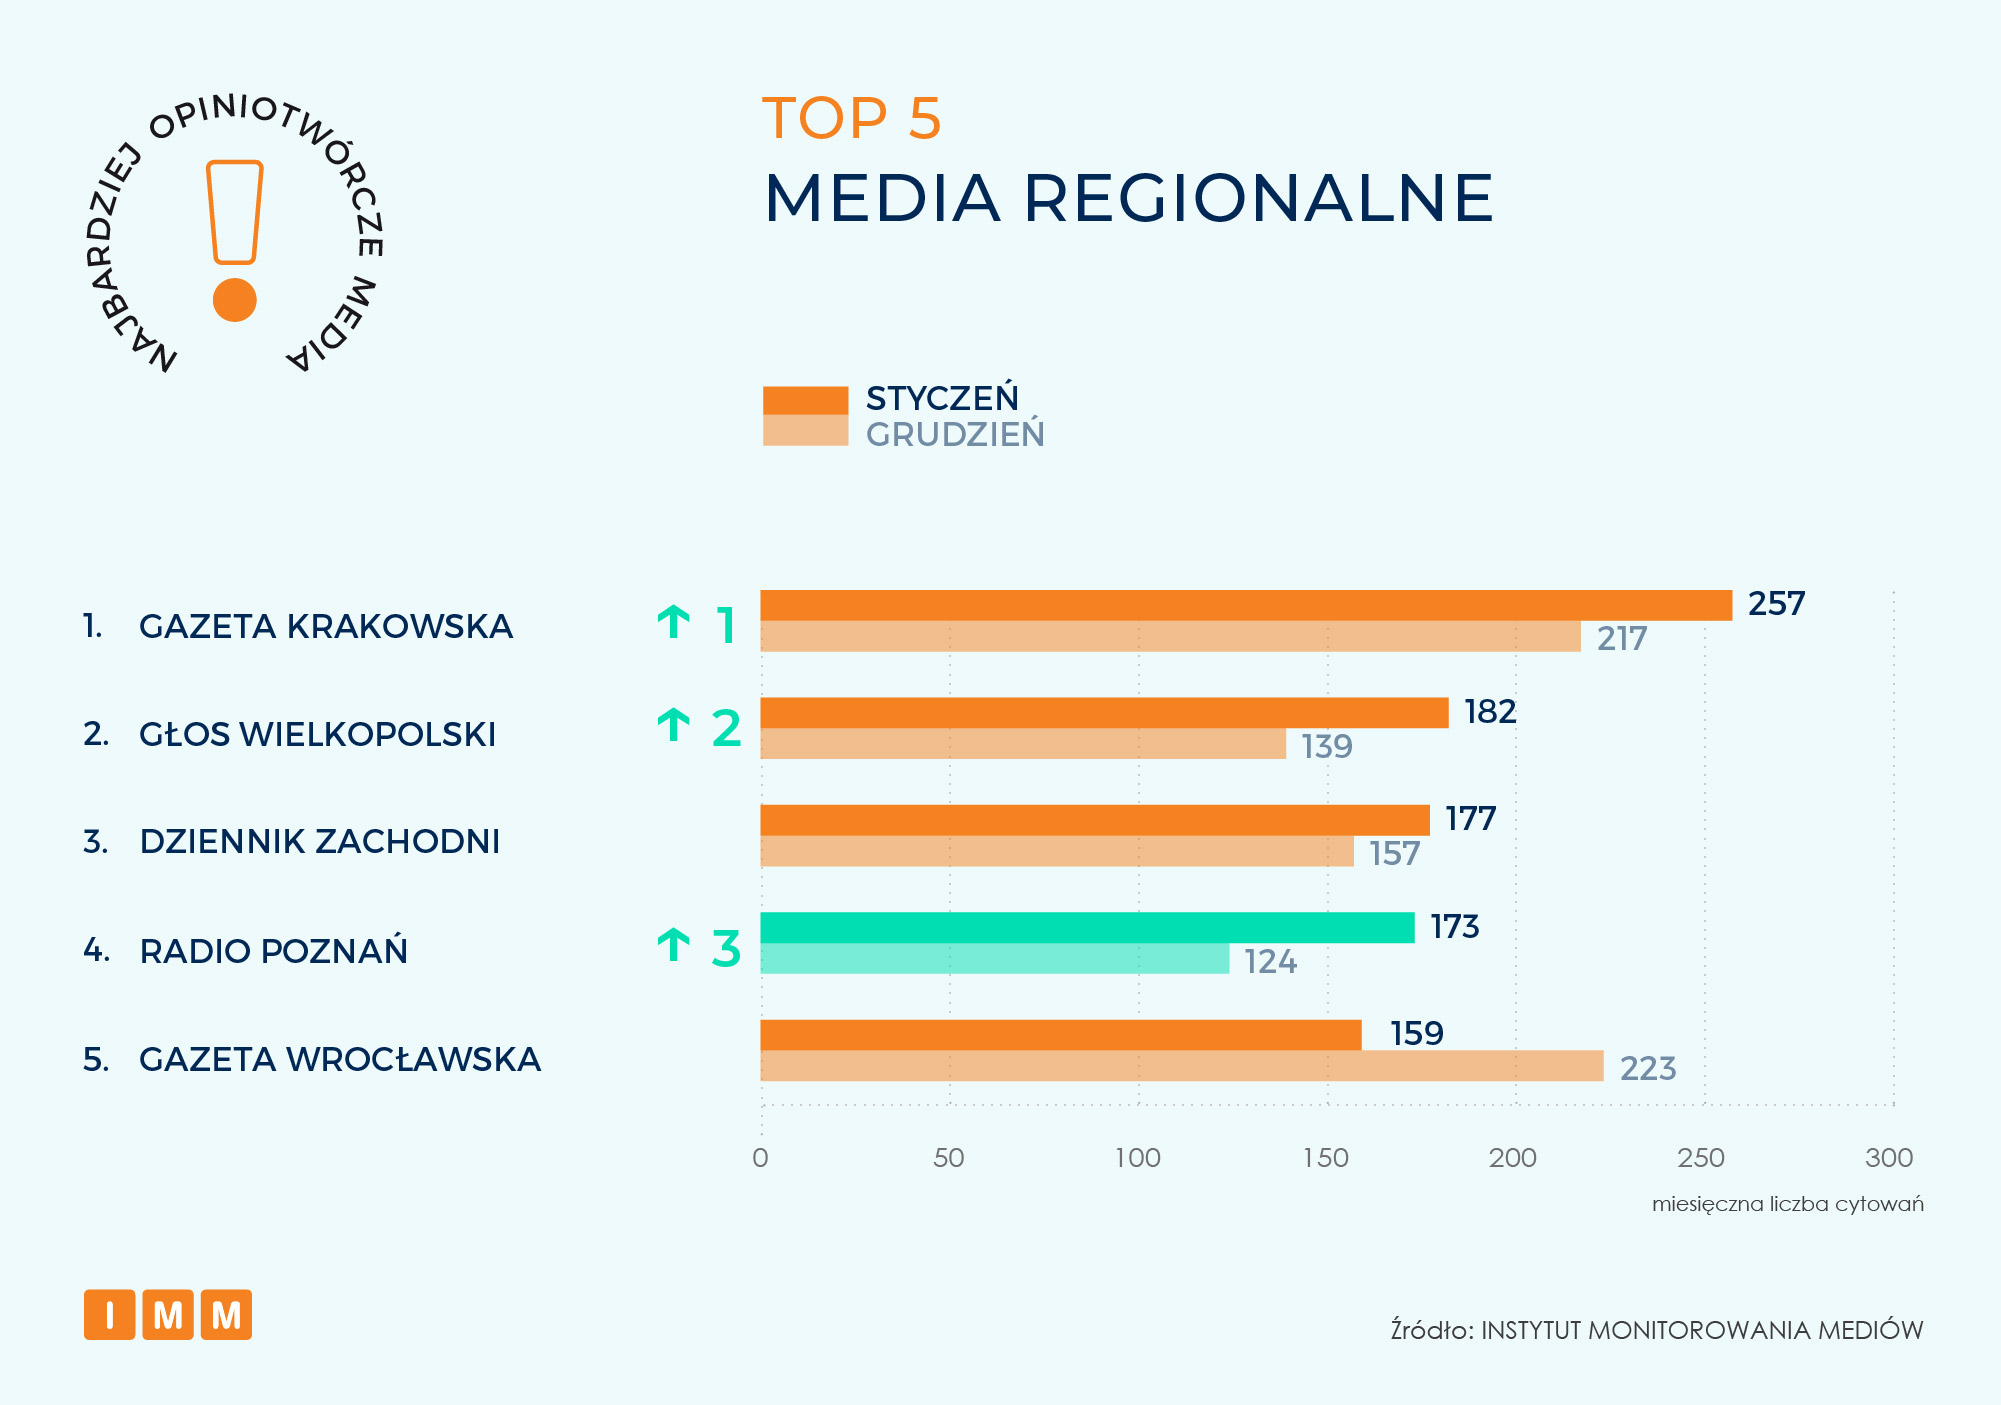 NAJBARDZIEJ OPINIOTWÓRCZE MEDIA
TOP 5
MEDIA REGIONALNE
STYCZEŃ
GRUDZIEŃ
1. GAZETA KRAKOWSKA ↑ 1 257
217
2. GŁOS WIELKOPOLSKI ↑ 2 182
139
3. DZIENNIK ZACHODNI 177
157
4. RADIO POZNAŃ ↑ 3 173
124
5. GAZETA WROCŁAWSKA 159
223
0 50 100 150 200 250 300
miesięczna liczba cytowań
IMM
Źródło: INSTYTUT MONITOROWANIA MEDIÓW